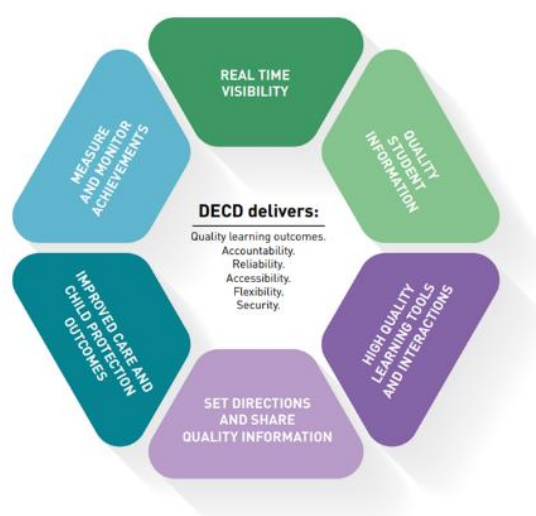 REAL TIME
VISIBILITY
QUALITY
STUDENT
INFORMATION
HIGH QUALITY
LEARNING TOOLS
AND INTERACTIONS
SET DIRECTIONS
AND SHARE
QUALITY INFORMATION
IMPROVED CARE AND
CHILD PROTECTION
OUTCOMES
MEASURE
AND MONITOR
ACHIEVEMENTS
DECD delivers:
Quality learning outcomes.
Accountability.
Reliability.
Accessibility.
Flexibility.
Security.